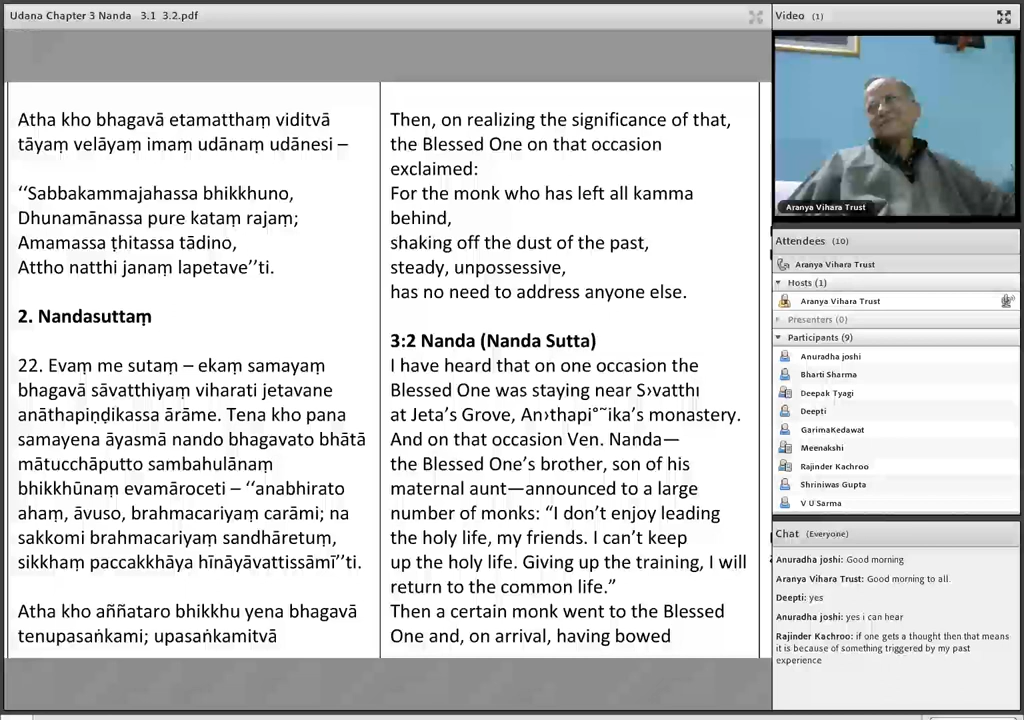 Udana Chapter 3 Nanda   3.1  3.2.pdf
Atha kho bhagavā etamatthaṃ viditvā
tāyaṃ velāyaṃ imaṃ udānaṃ udānesi –
‘‘Sabbakammajahassa bhikkhuno,
Dhunamānassa pure kataṃ rajaṃ;
Amamassa ṭhitassa tādino,
Attho natthi janaṃ lapetave’’ti.
2. Nandasuttaṃ
22. Evaṃ me sutaṃ – ekaṃ samayaṃ
bhagavā sāvatthiyaṃ viharati jetavane
anāthapiṇḍikassa ārāme. Tena kho pana
samayena āyasmā nando bhagavato bhātā
mātucchāputto sambahulānaṃ
bhikkhūnaṃ evamāroceti – ‘‘anabhirato
ahaṃ, āvuso, brahmacariyaṃ carāmi; na
sakkomi brahmacariyaṃ sandhāretuṃ,
sikkhaṃ paccakkhāya hīnāyāvattissāmī’’ti.
Atha kho aññataro bhikkhu yena bhagavā
tenupasaṅkami; upasaṅkamitvā
Then, on realizing the significance of that,
the Blessed One on that occasion
exclaimed:
For the monk who has left all kamma
behind,
shaking off the dust of the past,
steady, unpossessive,
has no need to address anyone else.
3:2 Nanda (Nanda Sutta)
I have heard that on one occasion the
Blessed One was staying near S›vatthı
at Jeta’s Grove, An›thapi°˜ika’s monastery.
And on that occasion Ven. Nanda—
the Blessed One’s brother, son of his
maternal aunt—announced to a large
number of monks: “I don’t enjoy leading
the holy life, my friends. I can’t keep
up the holy life. Giving up the training, I will
return to the common life.”
Then a certain monk went to the Blessed
One and, on arrival, having bowed
Video (1)
Aranya Vihara Trust
Attendees (10)
Aranya Vihara Trust
Hosts (1)
Aranya Vihara Trust
Presenters (0)
Participants (9)
Anuradha joshi
Bharti Sharma
Deepak Tyagi
Deepti
GarimaKedawat
Meenakshi
Rajinder Kachroo
Shriniwas Gupta
V U Sarma
Chat (Everyone)
Anuradha joshi: Good morning
Aranya Vihara Trust: Good morning to all.
Deepti: yes
Anuradha joshi: yes i can hear
Rajinder Kachroo: if one gets a thought then that means
it is because of something triggered by my past
experience